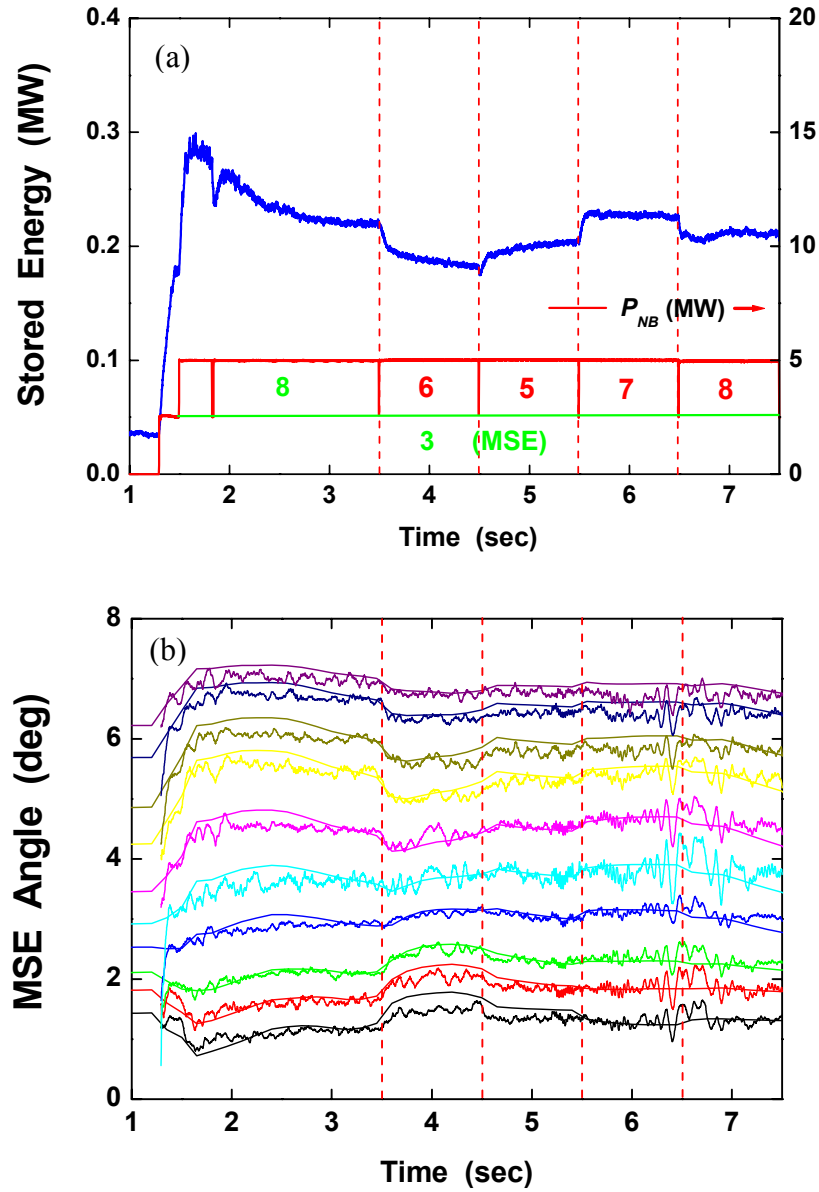 (a)
Stored Energy (MW)
0.4
0.3
0.2
0.1
0.0
20
15
10
5
0
P_NB (MW)
8
6
5
7
8
3 (MSE)
1 2 3 4 5 6 7
Time (sec)
(b)
MSE Angle (deg)
8
6
4
2
0
1 2 3 4 5 6 7
Time (sec)